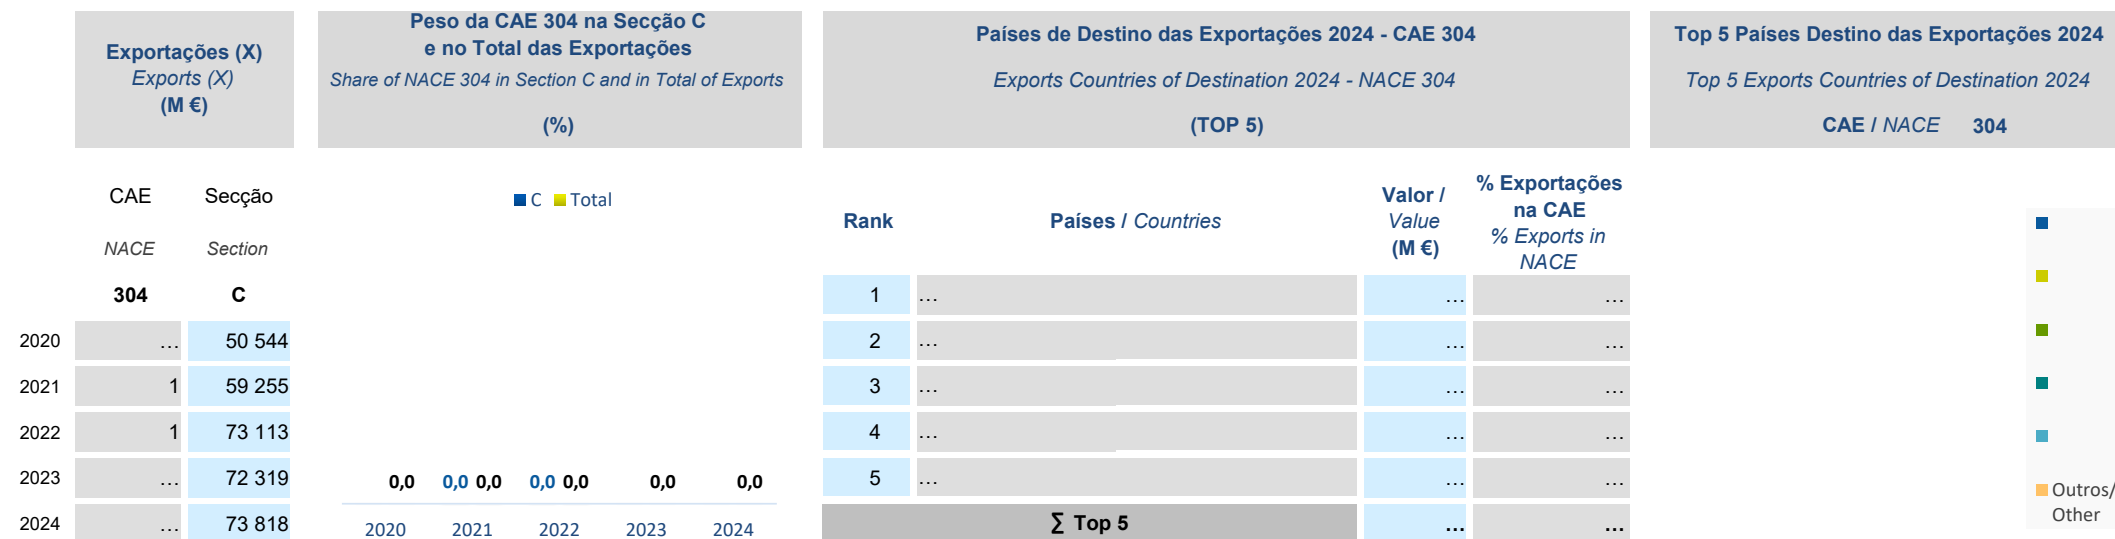 Exportações (X)
Exports (X)
(M €)
Peso da CAE 304 na Secção C
e no Total das Exportações
Share of NACE 304 in Section C and in Total of Exports
(%)
Países de Destino das Exportações 2024 - CAE 304
Exports Countries of Destination 2024 - NACE 304
(TOP 5)
Top 5 Países Destino das Exportações 2024
Top 5 Exports Countries of Destination 2024
CAE / NACE 304
CAE Secção
NACE Section
304 C
2020 … 50 544
2021 1 59 255
2022 1 73 113
2023 … 72 319
2024 … 73 818
C Total
0,0 0,0 0,0 0,0 0,0 0,0 0,0
2020 2021 2022 2023 2024
Rank
Países / Countries
Valor /
Value
(M €)
% Exportações
na CAE
% Exports in
NACE
1 … … …
2 … … …
3 … … …
4 … … …
5 … … …
∑ Top 5 … …
Outros/
Other